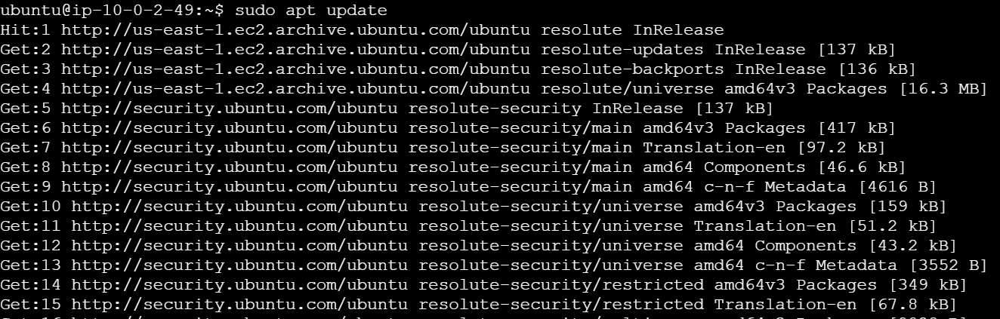 ubuntu@ip-10-0-2-49:~$ sudo apt update
Hit:1 http://us-east-1.ec2.archive.ubuntu.com/ubuntu resolute InRelease
Get:2 http://us-east-1.ec2.archive.ubuntu.com/ubuntu resolute-updates InRelease [137 kB]
Get:3 http://us-east-1.ec2.archive.ubuntu.com/ubuntu resolute-backports InRelease [136 kB]
Get:4 http://us-east-1.ec2.archive.ubuntu.com/ubuntu resolute/universe amd64v3 Packages [16.3 MB]
Get:5 http://security.ubuntu.com/ubuntu resolute-security InRelease [137 kB]
Get:6 http://security.ubuntu.com/ubuntu resolute-security/main amd64v3 Packages [417 kB]
Get:7 http://security.ubuntu.com/ubuntu resolute-security/main Translation-en [97.2 kB]
Get:8 http://security.ubuntu.com/ubuntu resolute-security/main amd64 Components [46.6 kB]
Get:9 http://security.ubuntu.com/ubuntu resolute-security/main amd64 c-n-f Metadata [4616 B]
Get:10 http://security.ubuntu.com/ubuntu resolute-security/universe amd64v3 Packages [159 kB]
Get:11 http://security.ubuntu.com/ubuntu resolute-security/universe Translation-en [51.2 kB]
Get:12 http://security.ubuntu.com/ubuntu resolute-security/universe amd64 Components [43.2 kB]
Get:13 http://security.ubuntu.com/ubuntu resolute-security/universe amd64 c-n-f Metadata [3552 B]
Get:14 http://security.ubuntu.com/ubuntu resolute-security/restricted amd64v3 Packages [349 kB]
Get:15 http://security.ubuntu.com/ubuntu resolute-security/restricted Translation-en [67.8 kB]